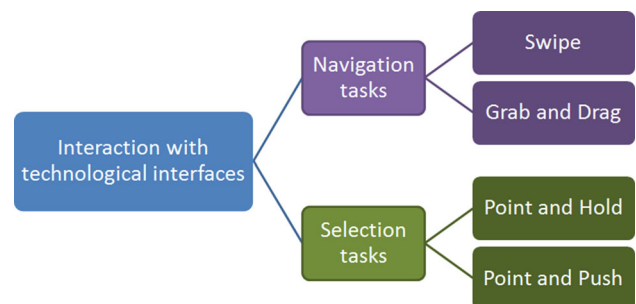 Interaction with
technological interfaces
Navigation
tasks
Swipe
Grab and Drag
Selection
tasks
Point and Hold
Point and Push